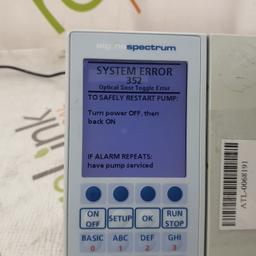 sigma spectrum
SYSTEM ERROR
352
Optical Snsr Toggle Error
TO SAFELY RESTART PUMP:
Turn power OFF, then
back ON
IF ALARM REPEATS:
have pump serviced
ON OFF
SETUP
OK
RUN STOP
BASIC 0
ABC 1
DEF 2
GHI 3
ATL-0068191